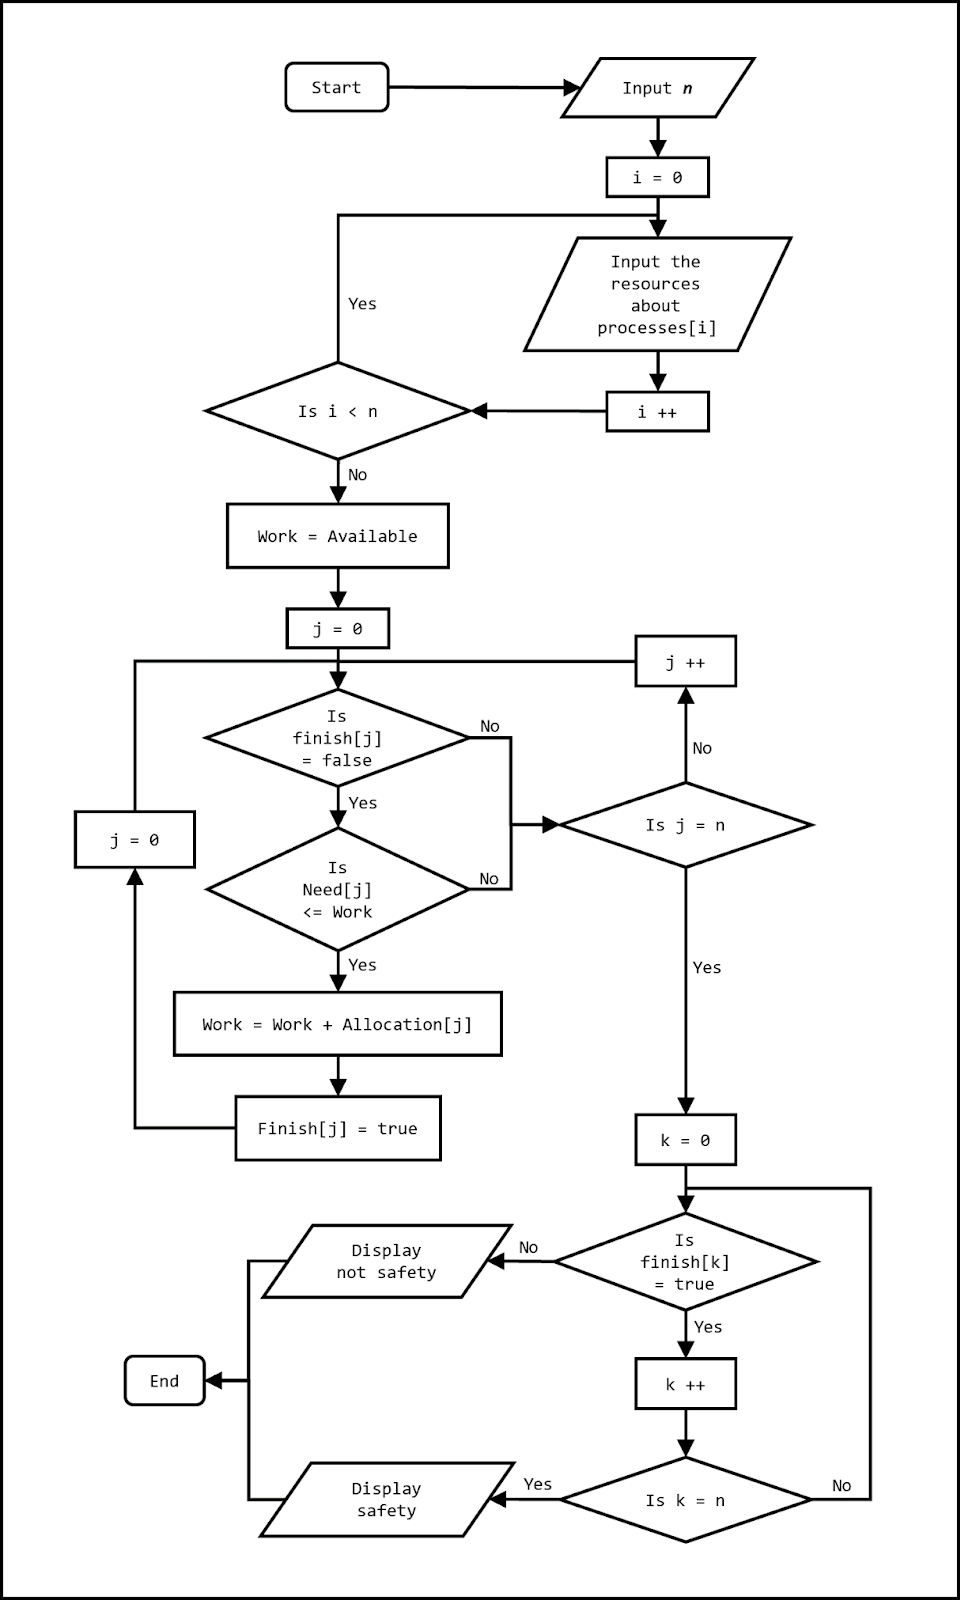 Start
Input n
i = 0
Input the
resources
about
processes[i]
Yes
Is i < n
i ++
No
Work = Available
j = 0
j ++
Is
finish[j]
= false
No
No
Yes
j = 0
Is j = n
Is
Need[j]
<= Work
No
Yes
Yes
Work = Work + Allocation[j]
Finish[j] = true
k = 0
Display
not safety
No
Is
finish[k]
= true
Yes
End
k ++
Display
safety
Yes
Is k = n
No